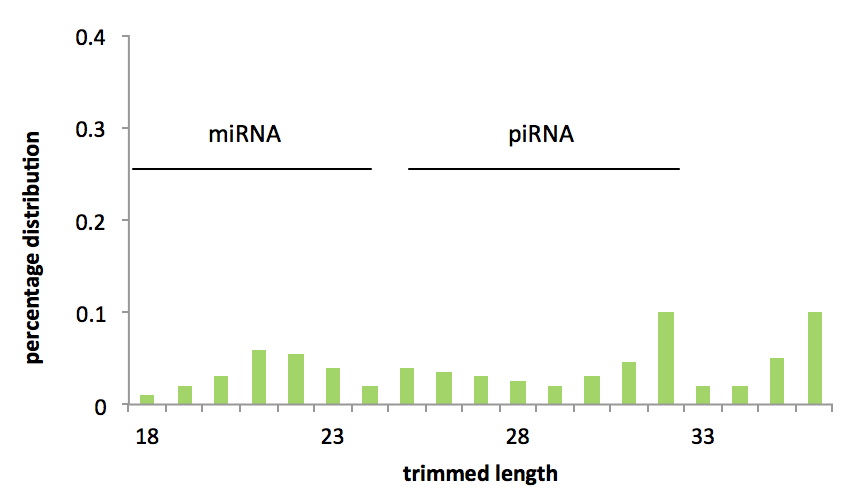 percentage distribution
0.4
0.3
0.2
0.1
0
miRNA
piRNA
18
23
28
33
trimmed length